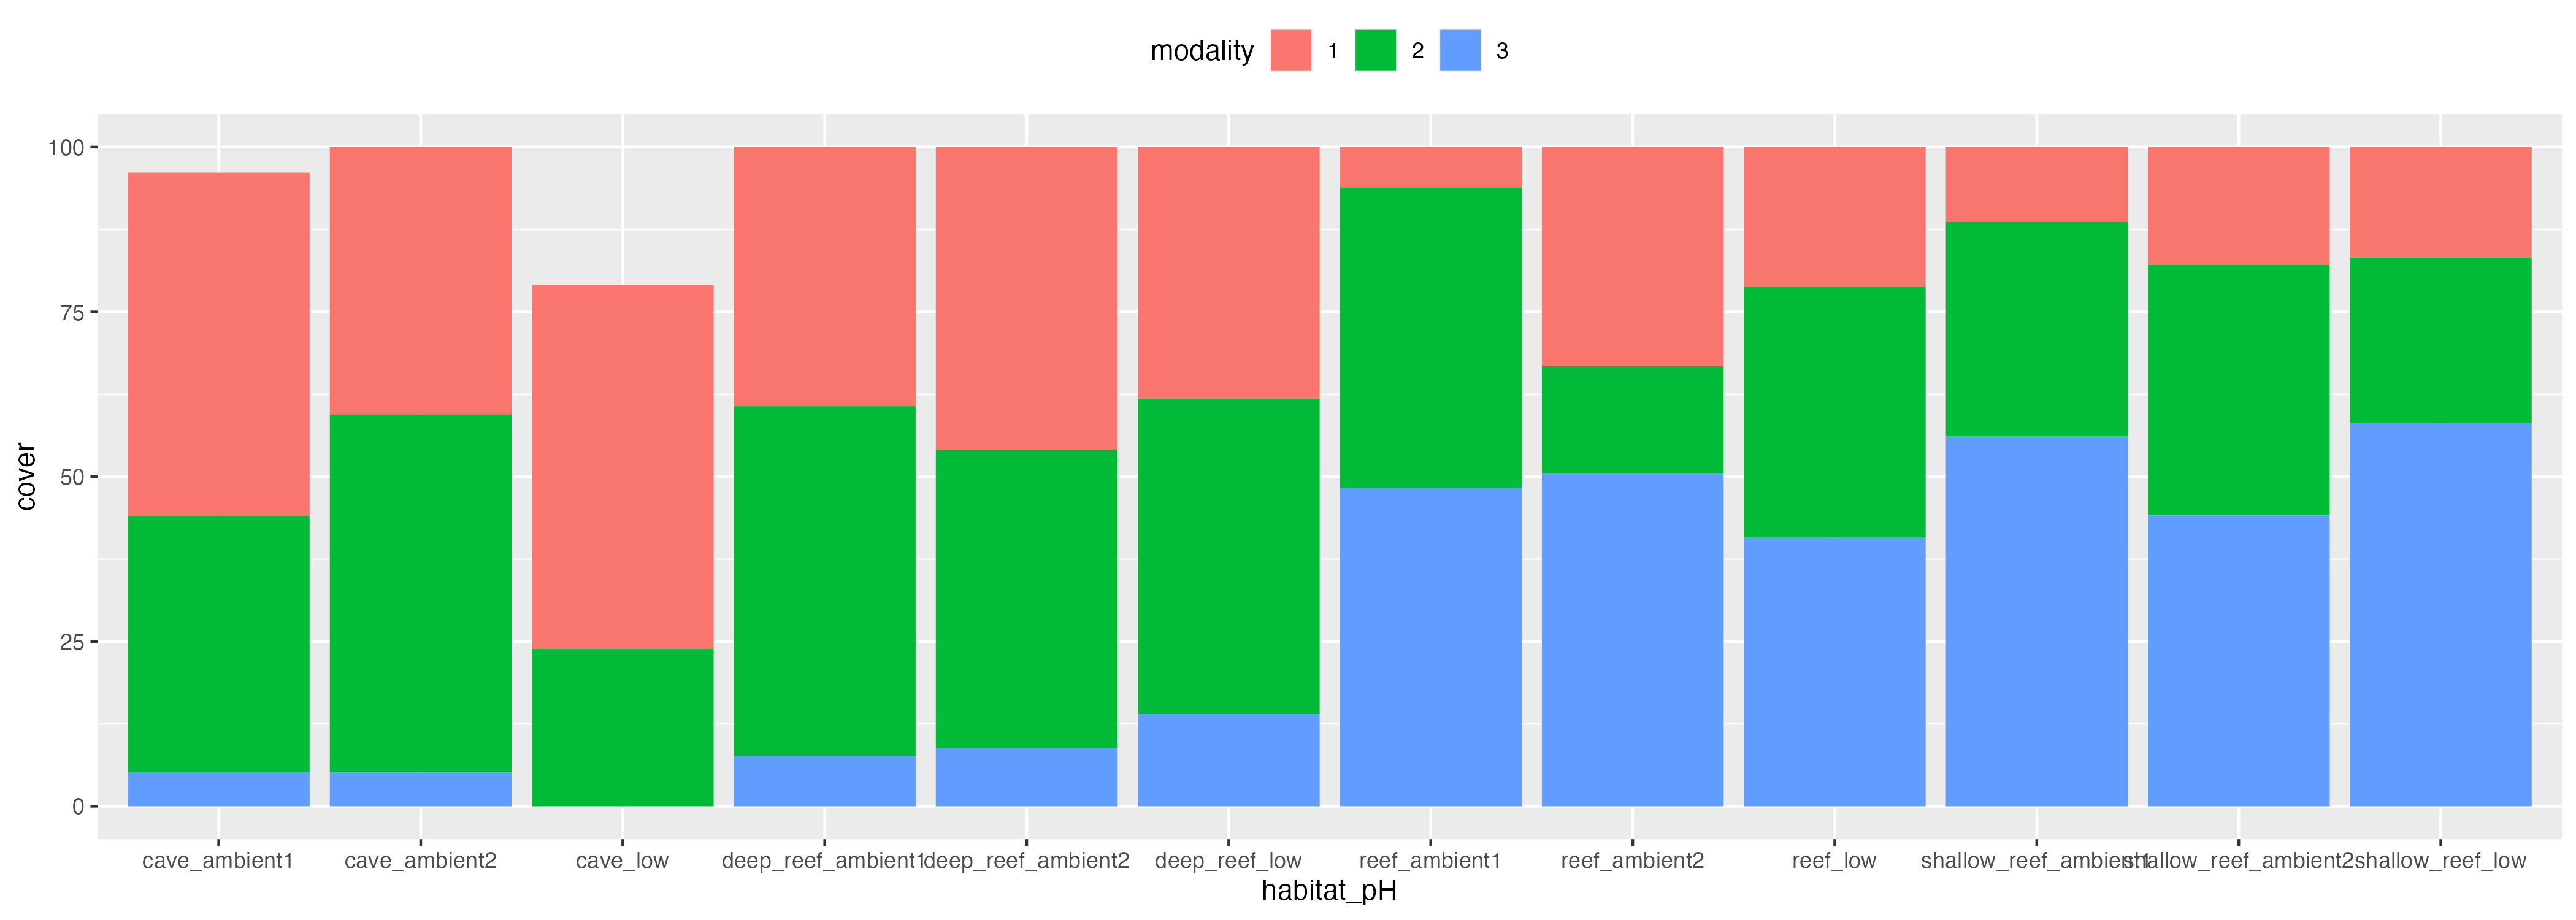 modality 1 2 3
100
75
50
25
0
cover
cave_ambient1 cave_ambient2 cave_low deep_reef_ambient1 deep_reef_ambient2 deep_reef_low reef_ambient1 reef_ambient2 reef_low shallow_reef_ambient1 shallow_reef_ambient2 shallow_reef_low
habitat_pH